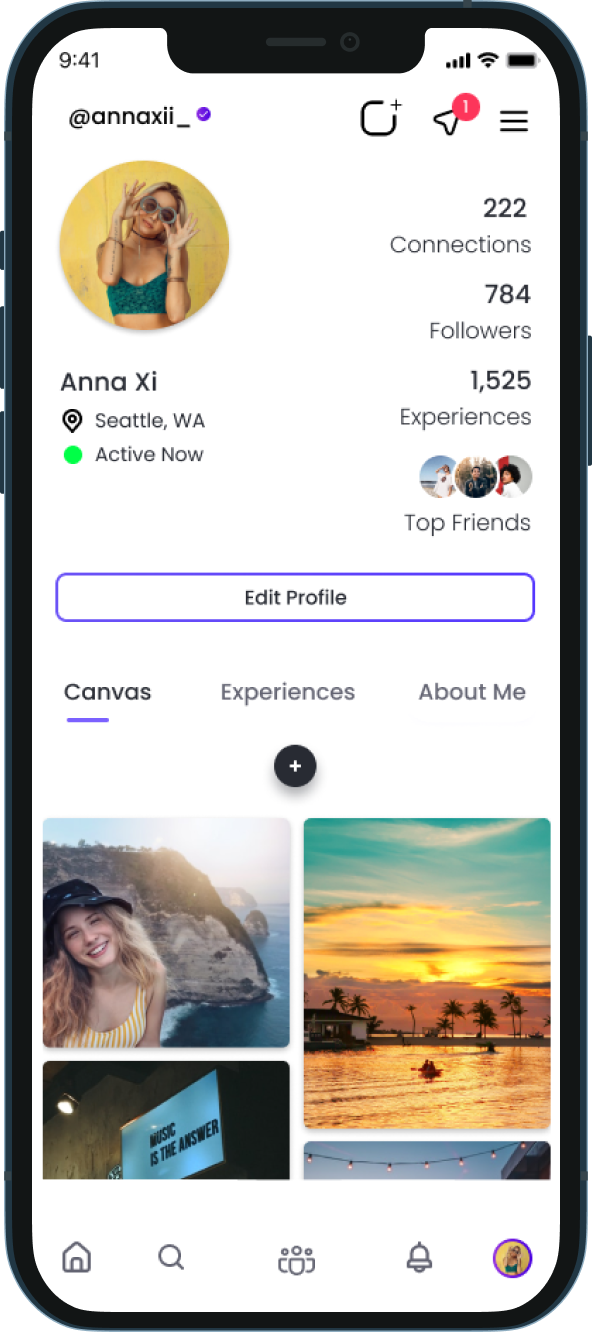 9:41
@annaxii_
1
222
Connections
784
Followers
Anna Xi
1,525
Seattle, WA
Experiences
Active Now
Top Friends
Edit Profile
Canvas
Experiences
About Me
+
MUSIC
IS THE ANSWER